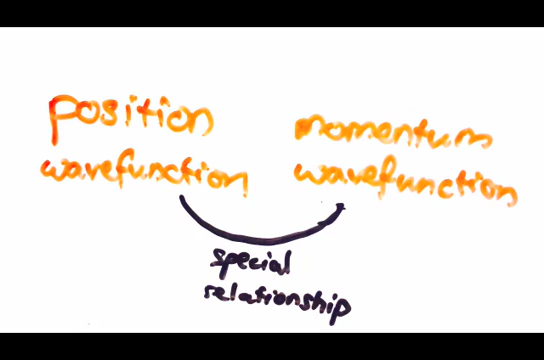 position
wavefunction
momentum
wavefunction
special
relationship